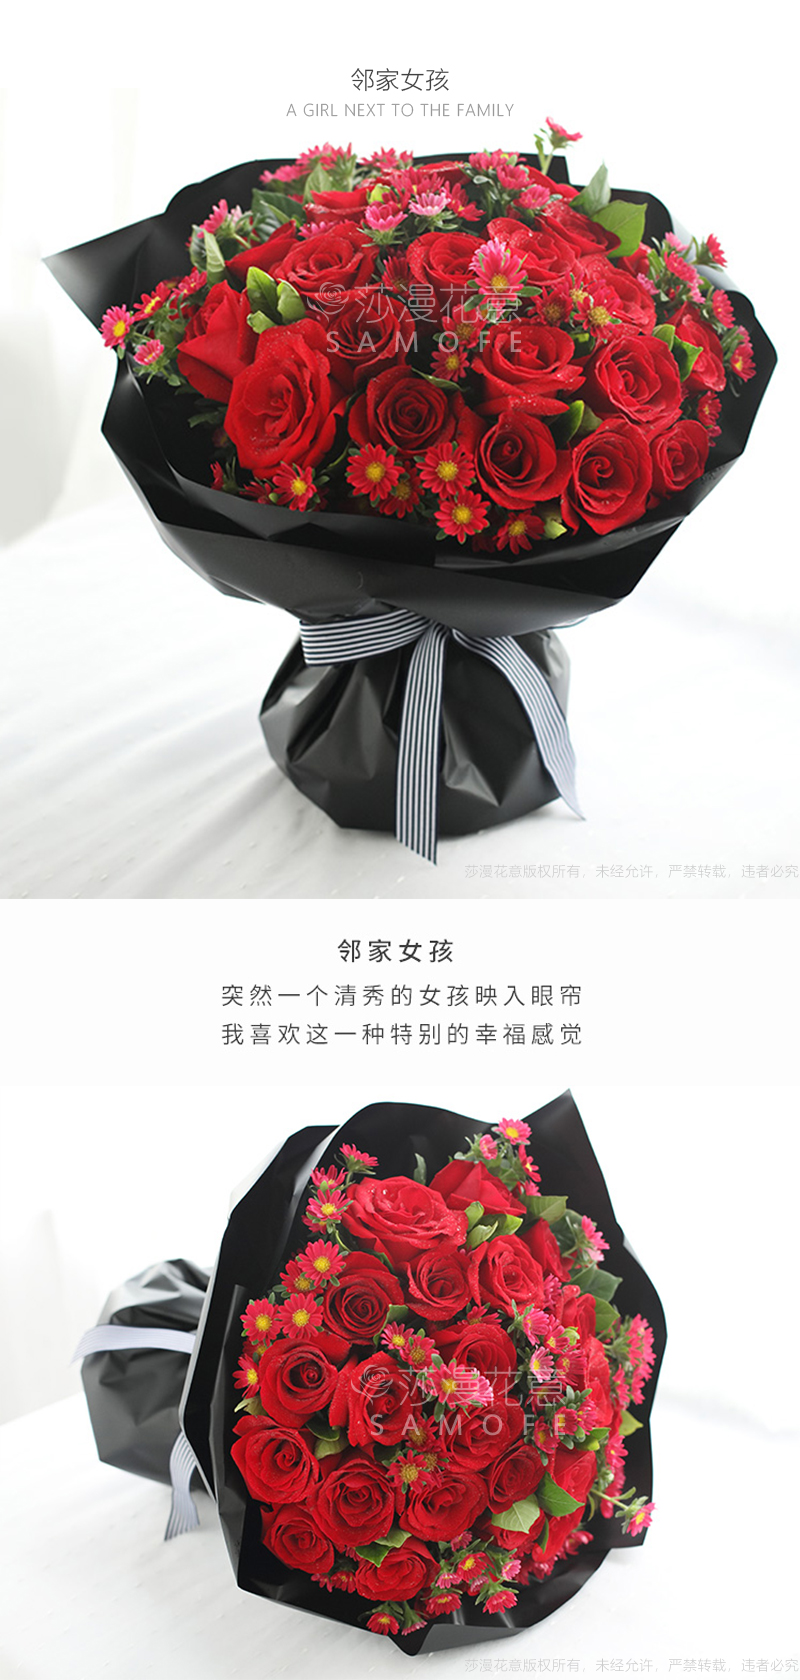 邻家女孩
A GIRL NEXT TO THE FAMILY
莎漫花意
SAMOFE
莎漫花意版权所有，未经允许，严禁转载，违者必究
邻家女孩
突然一个清秀的女孩映入眼帘
我喜欢这一种特别的幸福感觉
莎漫花意
SAMOFE
莎漫花意版权所有，未经允许，严禁转载，违者必究